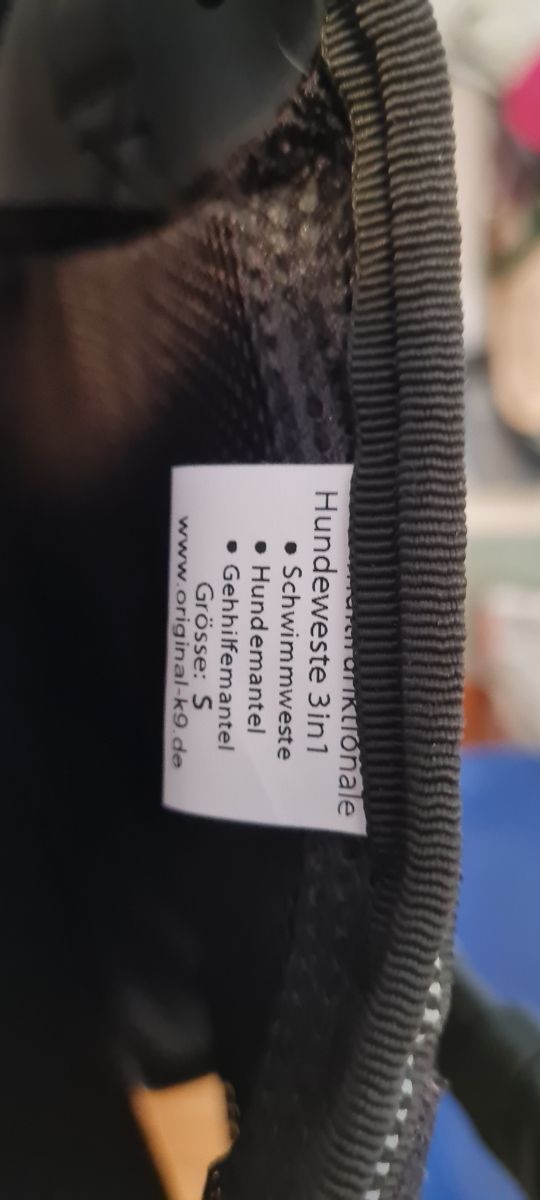 Hundeweste 3in1
• Schwimmweste
• Hundemantel
• Gehhilfemantel
Grösse: S
www.original-k9.de